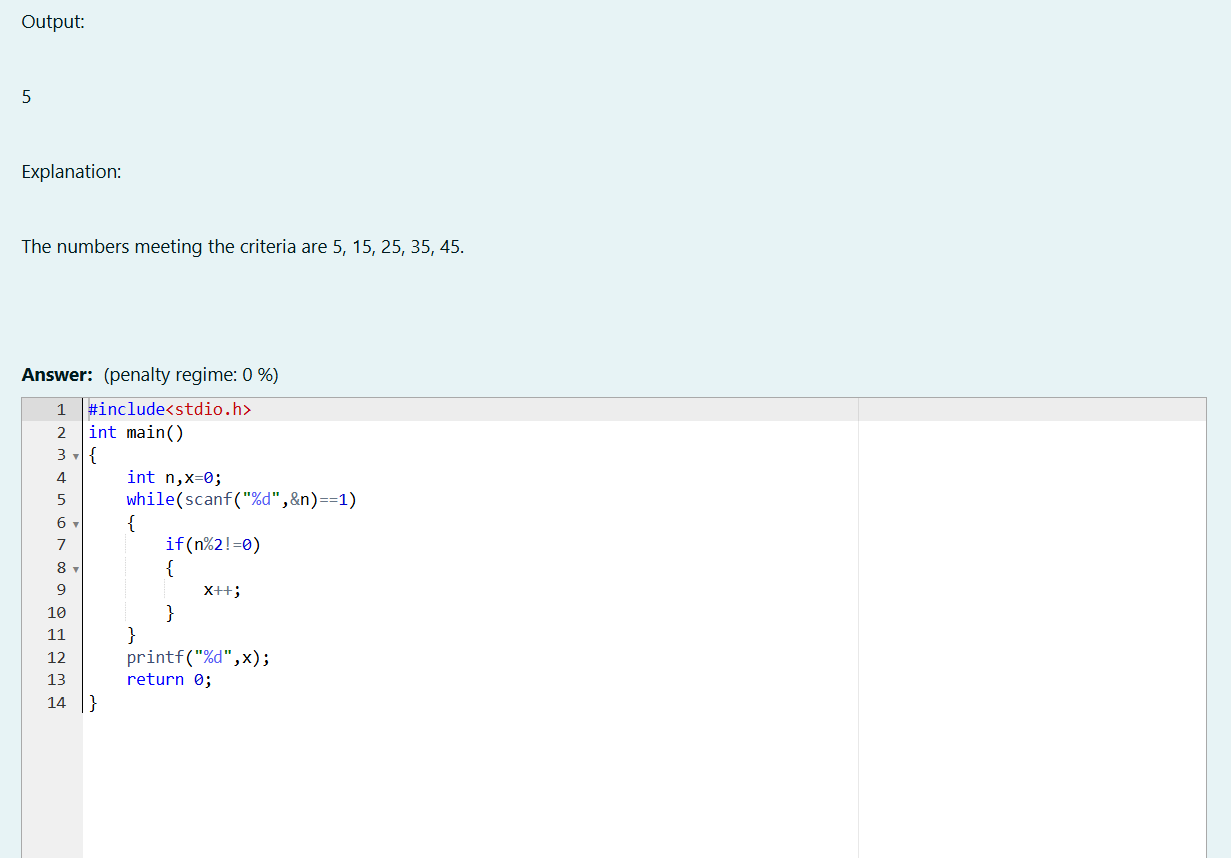 Output:
5
Explanation:
The numbers meeting the criteria are 5, 15, 25, 35, 45.
Answer: (penalty regime: 0 %)
1 #include<stdio.h>
2 int main()
3 {
4     int n,x=0;
5     while(scanf("%d",&n)==1)
6     {
7         if(n%2!=0)
8         {
9             x++;
10         }
11     }
12     printf("%d",x);
13     return 0;
14 }